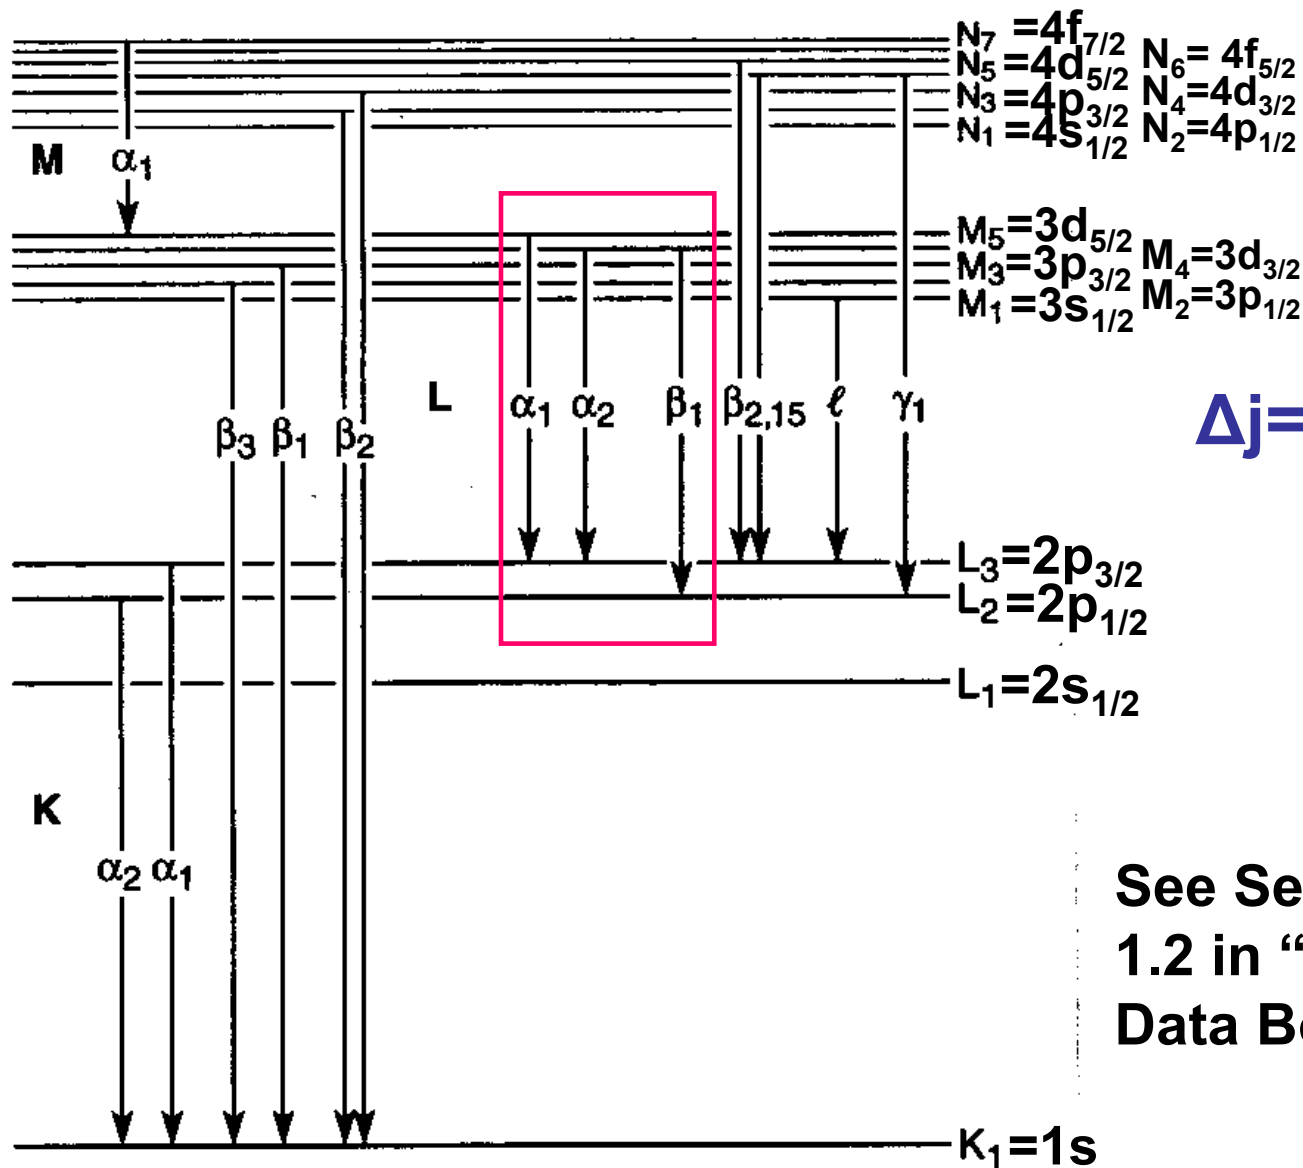 N₇ =4f₇/₂
N₅ =4d₅/₂ N₆= 4f₅/₂
N₃ =4p₃/₂ N₄=4d₃/₂
N₁ =4s₁/₂ N₂=4p₁/₂
M α₁
M₅=3d₅/₂
M₃=3p₃/₂ M₄=3d₃/₂
M₁=3s₁/₂ M₂=3p₁/₂
β₃ β₁ β₂ L α₁ α₂ β₁ β₂,₁₅ ℓ γ₁
Δj=
L₃=2p₃/₂
L₂=2p₁/₂
L₁=2s₁/₂
K
α₂ α₁
See Se
1.2 in “
Data
K₁=1s